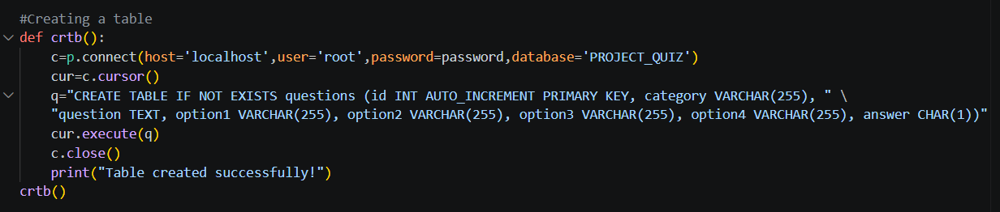 #Creating a table
def crtb():
    c=p.connect(host='localhost',user='root',password=password,database='PROJECT_QUIZ')
    cur=c.cursor()
    q="CREATE TABLE IF NOT EXISTS questions (id INT AUTO_INCREMENT PRIMARY KEY, category VARCHAR(255), " \
    "question TEXT, option1 VARCHAR(255), option2 VARCHAR(255), option3 VARCHAR(255), option4 VARCHAR(255), answer CHAR(1))"
    cur.execute(q)
    c.close()
    print("Table created successfully!")
crtb()